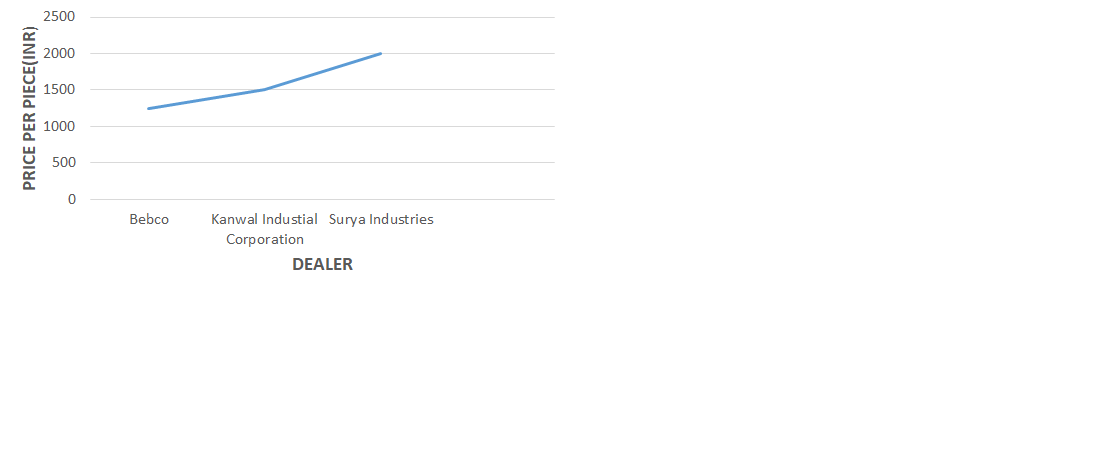 PRICE PER PIECE(INR)
2500
2000
1500
1000
500
0
Bebco
Kanwal Industial
Corporation
Surya Industries
DEALER